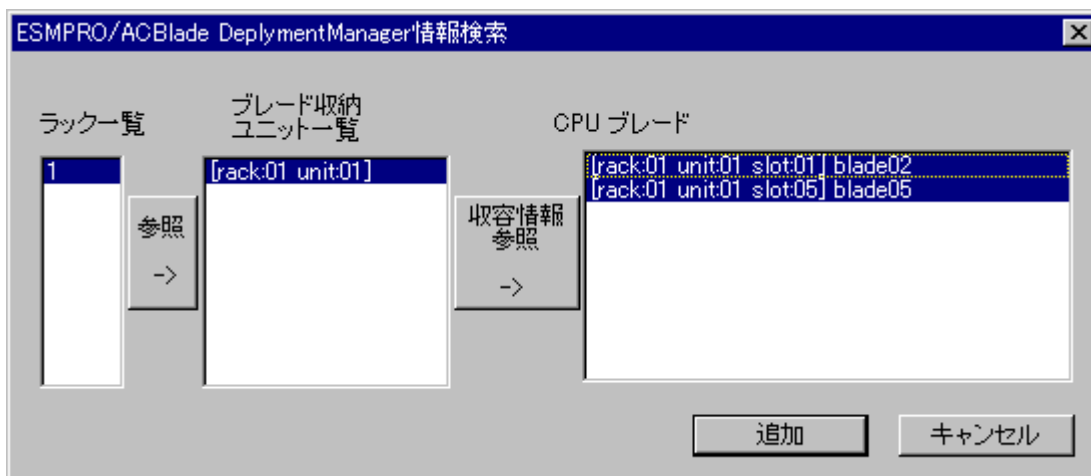 ESMPRO/ACBlade DeplymentManager情報検索
ラック一覧
ブレード収納
ユニット一覧
CPU ブレード
1
参照
->
[rack:01 unit:01]
収容情報
参照
->
[rack:01 unit:01 slot:01] blade02
[rack:01 unit:01 slot:05] blade05
追加
キャンセル